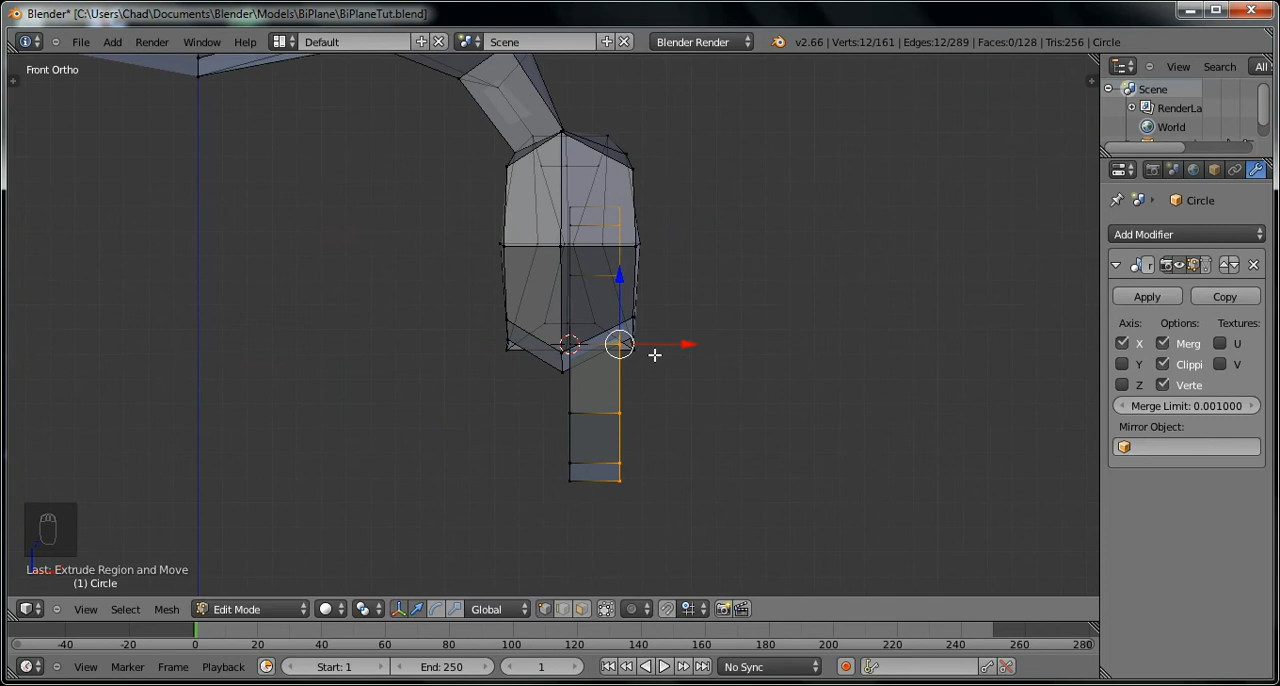 Blender* [C:\Users\Chad\Documents\Blender\Models\BiPlane\BiPlaneTut.blend]
File Add Render Window Help Default Scene Blender Render v2.66 | Verts:12/161 | Edges:12/289 | Faces:0/128 | Tris:256 | Circle
View Search All
Front Ortho
Scene
RenderLa
World
Circle
Add Modifier
Apply Copy
Axis: Options: Textures:
X Merg U
Y Clippi V
Z Verte
Merge Limit: 0.001000
Mirror Object:
Last: Extrude Region and Move
(1) Circle
View Select Mesh Edit Mode Global
-40 -20 0 20 40 60 80 100 120 140 160 180 200 220 240 260 280
View Marker Frame Playback Start: 1 End: 250 1 No Sync